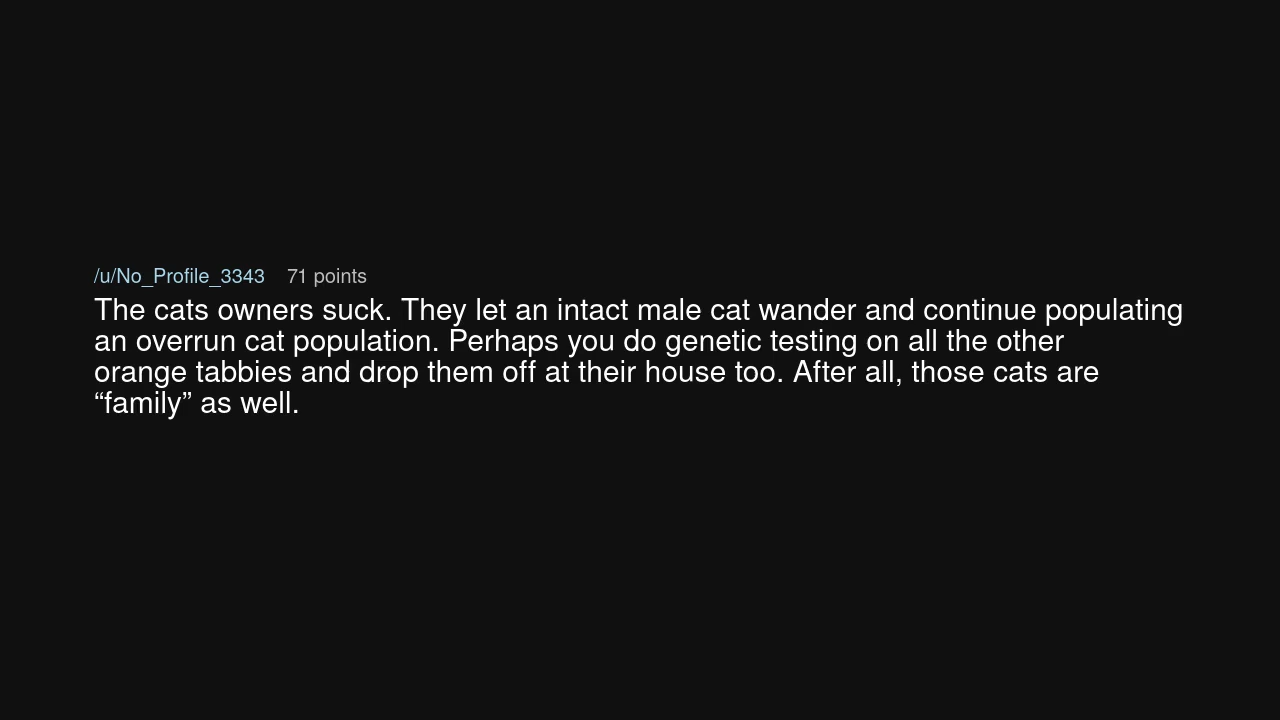 /u/No_Profile_3343 71 points
The cats owners suck. They let an intact male cat wander and continue populating
an overrun cat population. Perhaps you do genetic testing on all the other
orange tabbies and drop them off at their house too. After all, those cats are
“family” as well.